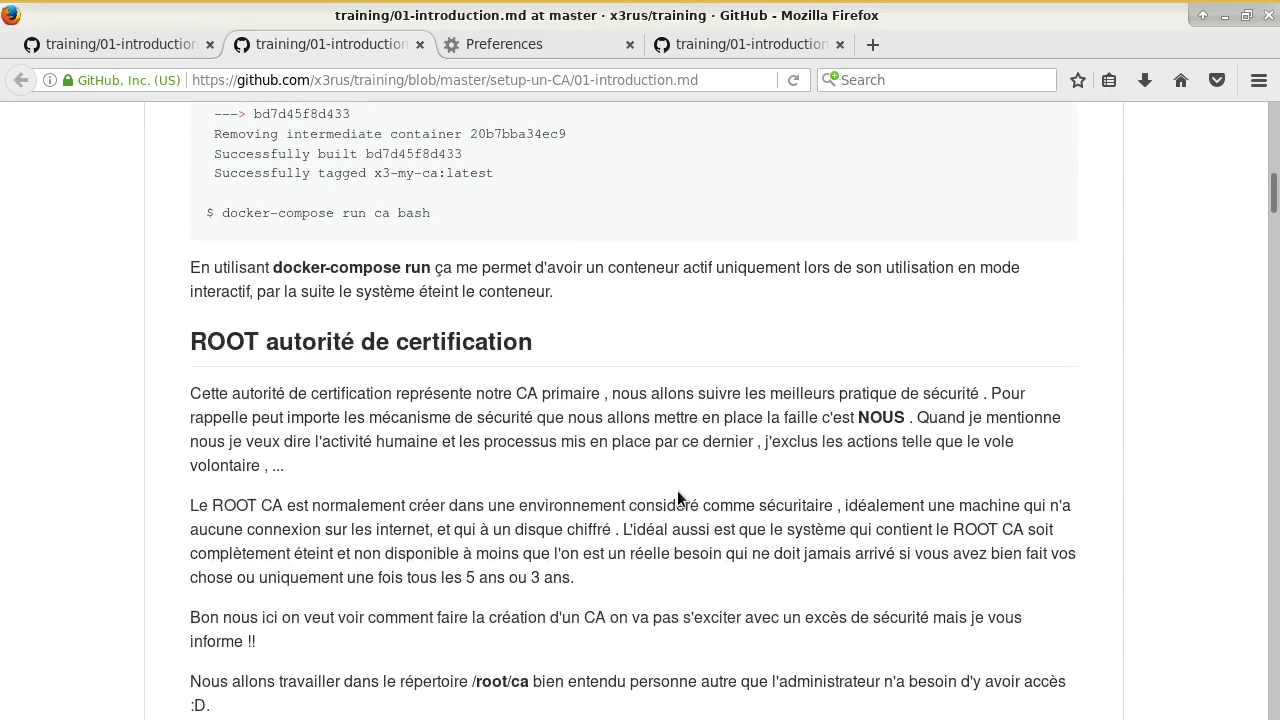 training/01-introduction.md at master · x3rus/training · GitHub - Mozilla Firefox
training/01-introduction
training/01-introduction
Preferences
training/01-introduction
GitHub, Inc. (US)
https://github.com/x3rus/training/blob/master/setup-un-CA/01-introduction.md
Search
---> bd7d45f8d433
Removing intermediate container 20b7bba34ec9
Successfully built bd7d45f8d433
Successfully tagged x3-my-ca:latest
$ docker-compose run ca bash
En utilisant docker-compose run ça me permet d'avoir un conteneur actif uniquement lors de son utilisation en mode
interactif, par la suite le système éteint le conteneur.
ROOT autorité de certification
Cette autorité de certification représente notre CA primaire , nous allons suivre les meilleurs pratique de sécurité . Pour
rappelle peut importe les mécanisme de sécurité que nous allons mettre en place la faille c'est NOUS . Quand je mentionne
nous je veux dire l'activité humaine et les processus mis en place par ce dernier , j'exclus les actions telle que le vole
volontaire , ...
Le ROOT CA est normalement créer dans une environnement considéré comme sécuritaire , idéalement une machine qui n'a
aucune connexion sur les internet, et qui à un disque chiffré . L'idéal aussi est que le système qui contient le ROOT CA soit
complètement éteint et non disponible à moins que l'on est un réelle besoin qui ne doit jamais arrivé si vous avez bien fait vos
chose ou uniquement une fois tous les 5 ans ou 3 ans.
Bon nous ici on veut voir comment faire la création d'un CA on va pas s'exciter avec un excès de sécurité mais je vous
informe !!
Nous allons travailler dans le répertoire /root/ca bien entendu personne autre que l'administrateur n'a besoin d'y avoir accès
:D.